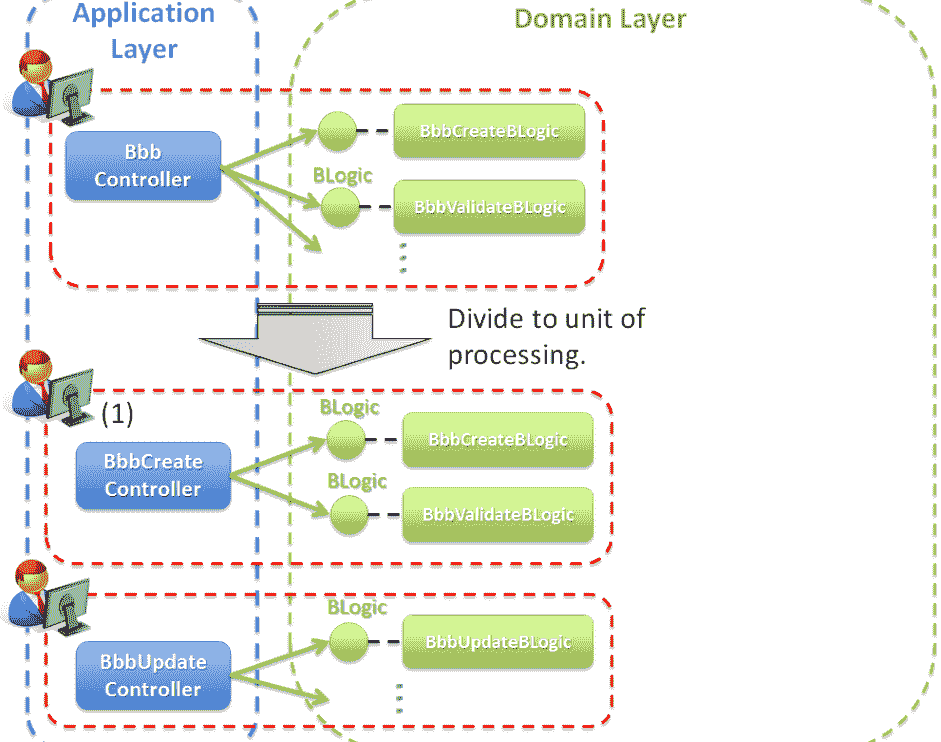 Application
Layer
Domain Layer
Bbb
Controller
BbbCreateBLogic
BLogic
BbbValidateBLogic
Divide to unit of
processing.
(1)
BLogic
BbbCreate
Controller
BbbCreateBLogic
BLogic
BbbValidateBLogic
BLogic
BbbUpdate
Controller
BbbUpdateBLogic